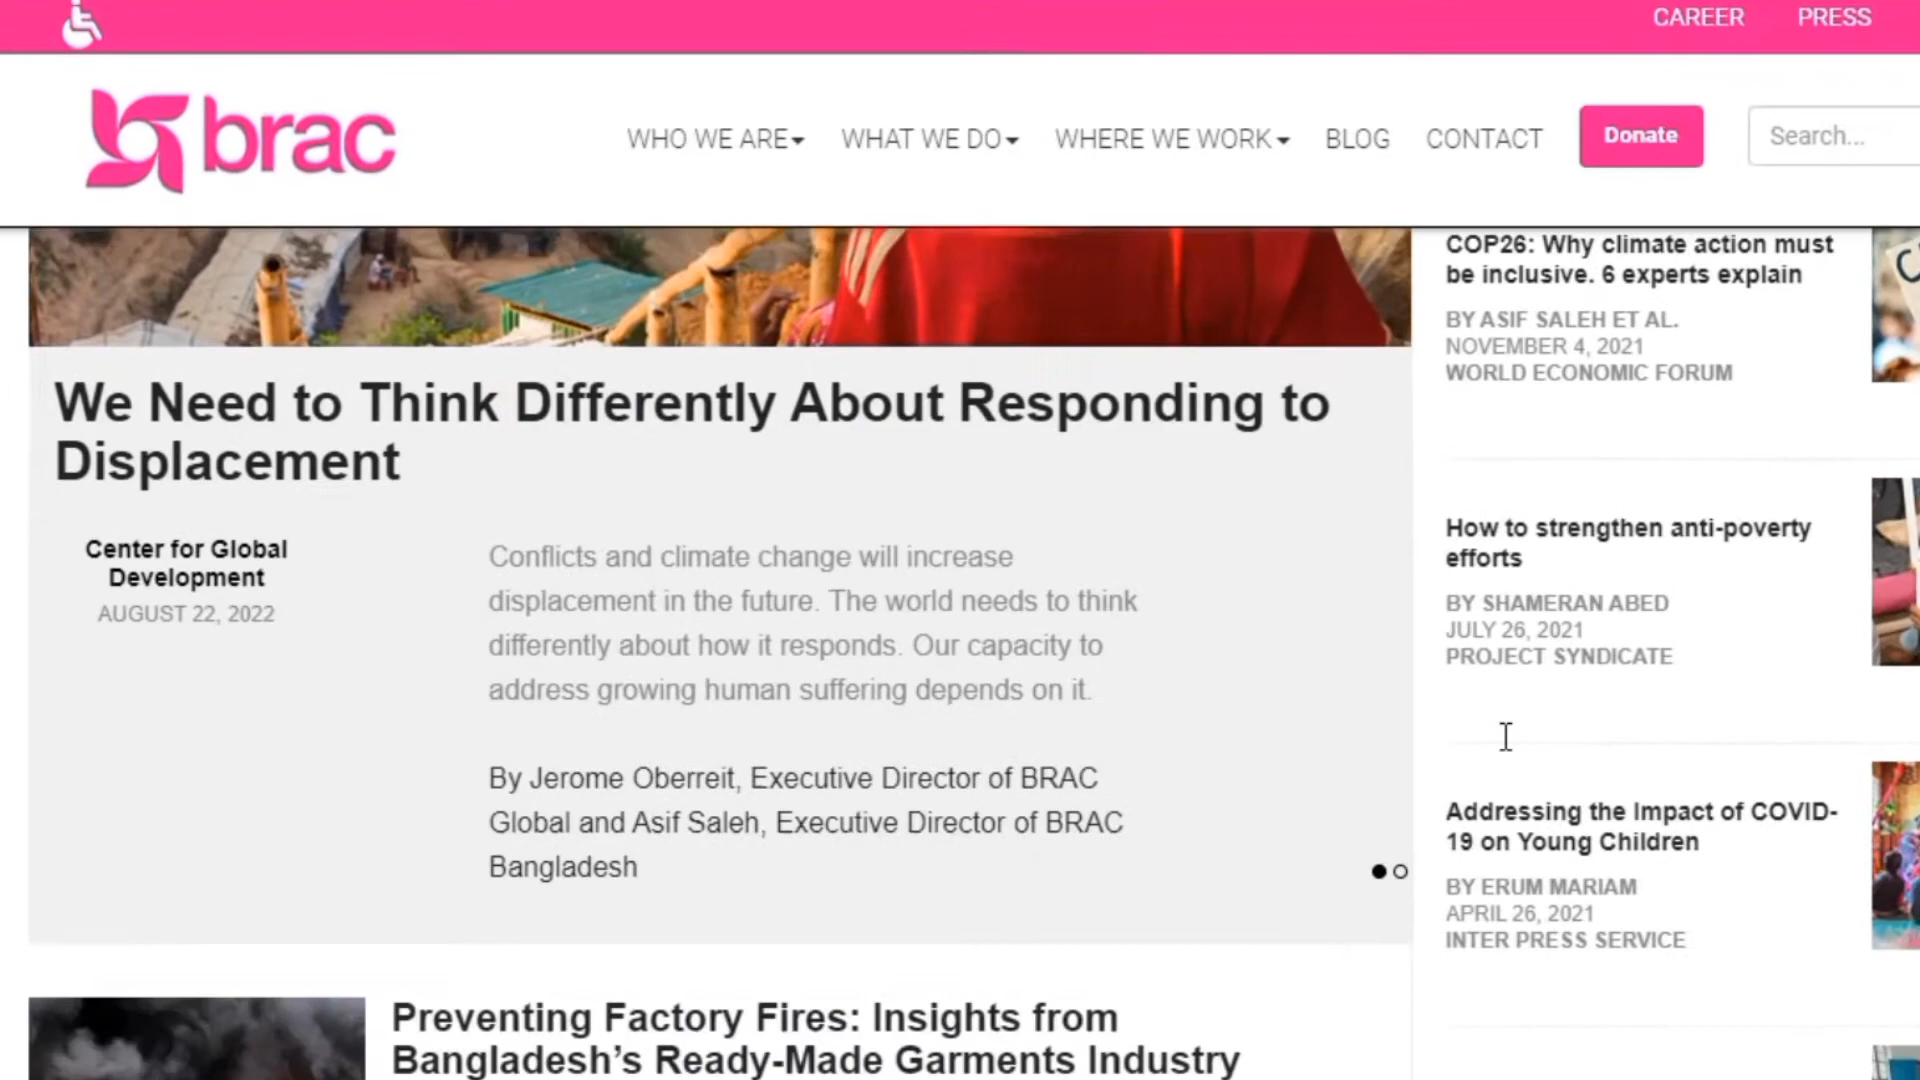 CAREER PRESS
brac
WHO WE ARE WHAT WE DO WHERE WE WORK BLOG CONTACT Donate Search...
We Need to Think Differently About Responding to
Displacement
Center for Global
Development
AUGUST 22, 2022
Conflicts and climate change will increase
displacement in the future. The world needs to think
differently about how it responds. Our capacity to
address growing human suffering depends on it.
By Jerome Oberreit, Executive Director of BRAC
Global and Asif Saleh, Executive Director of BRAC
Bangladesh
Preventing Factory Fires: Insights from
Bangladesh’s Ready-Made Garments Industry
COP26: Why climate action must
be inclusive. 6 experts explain
BY ASIF SALEH ET AL.
NOVEMBER 4, 2021
WORLD ECONOMIC FORUM
How to strengthen anti-poverty
efforts
BY SHAMERAN ABED
JULY 26, 2021
PROJECT SYNDICATE
Addressing the Impact of COVID-
19 on Young Children
BY ERUM MARIAM
APRIL 26, 2021
INTER PRESS SERVICE